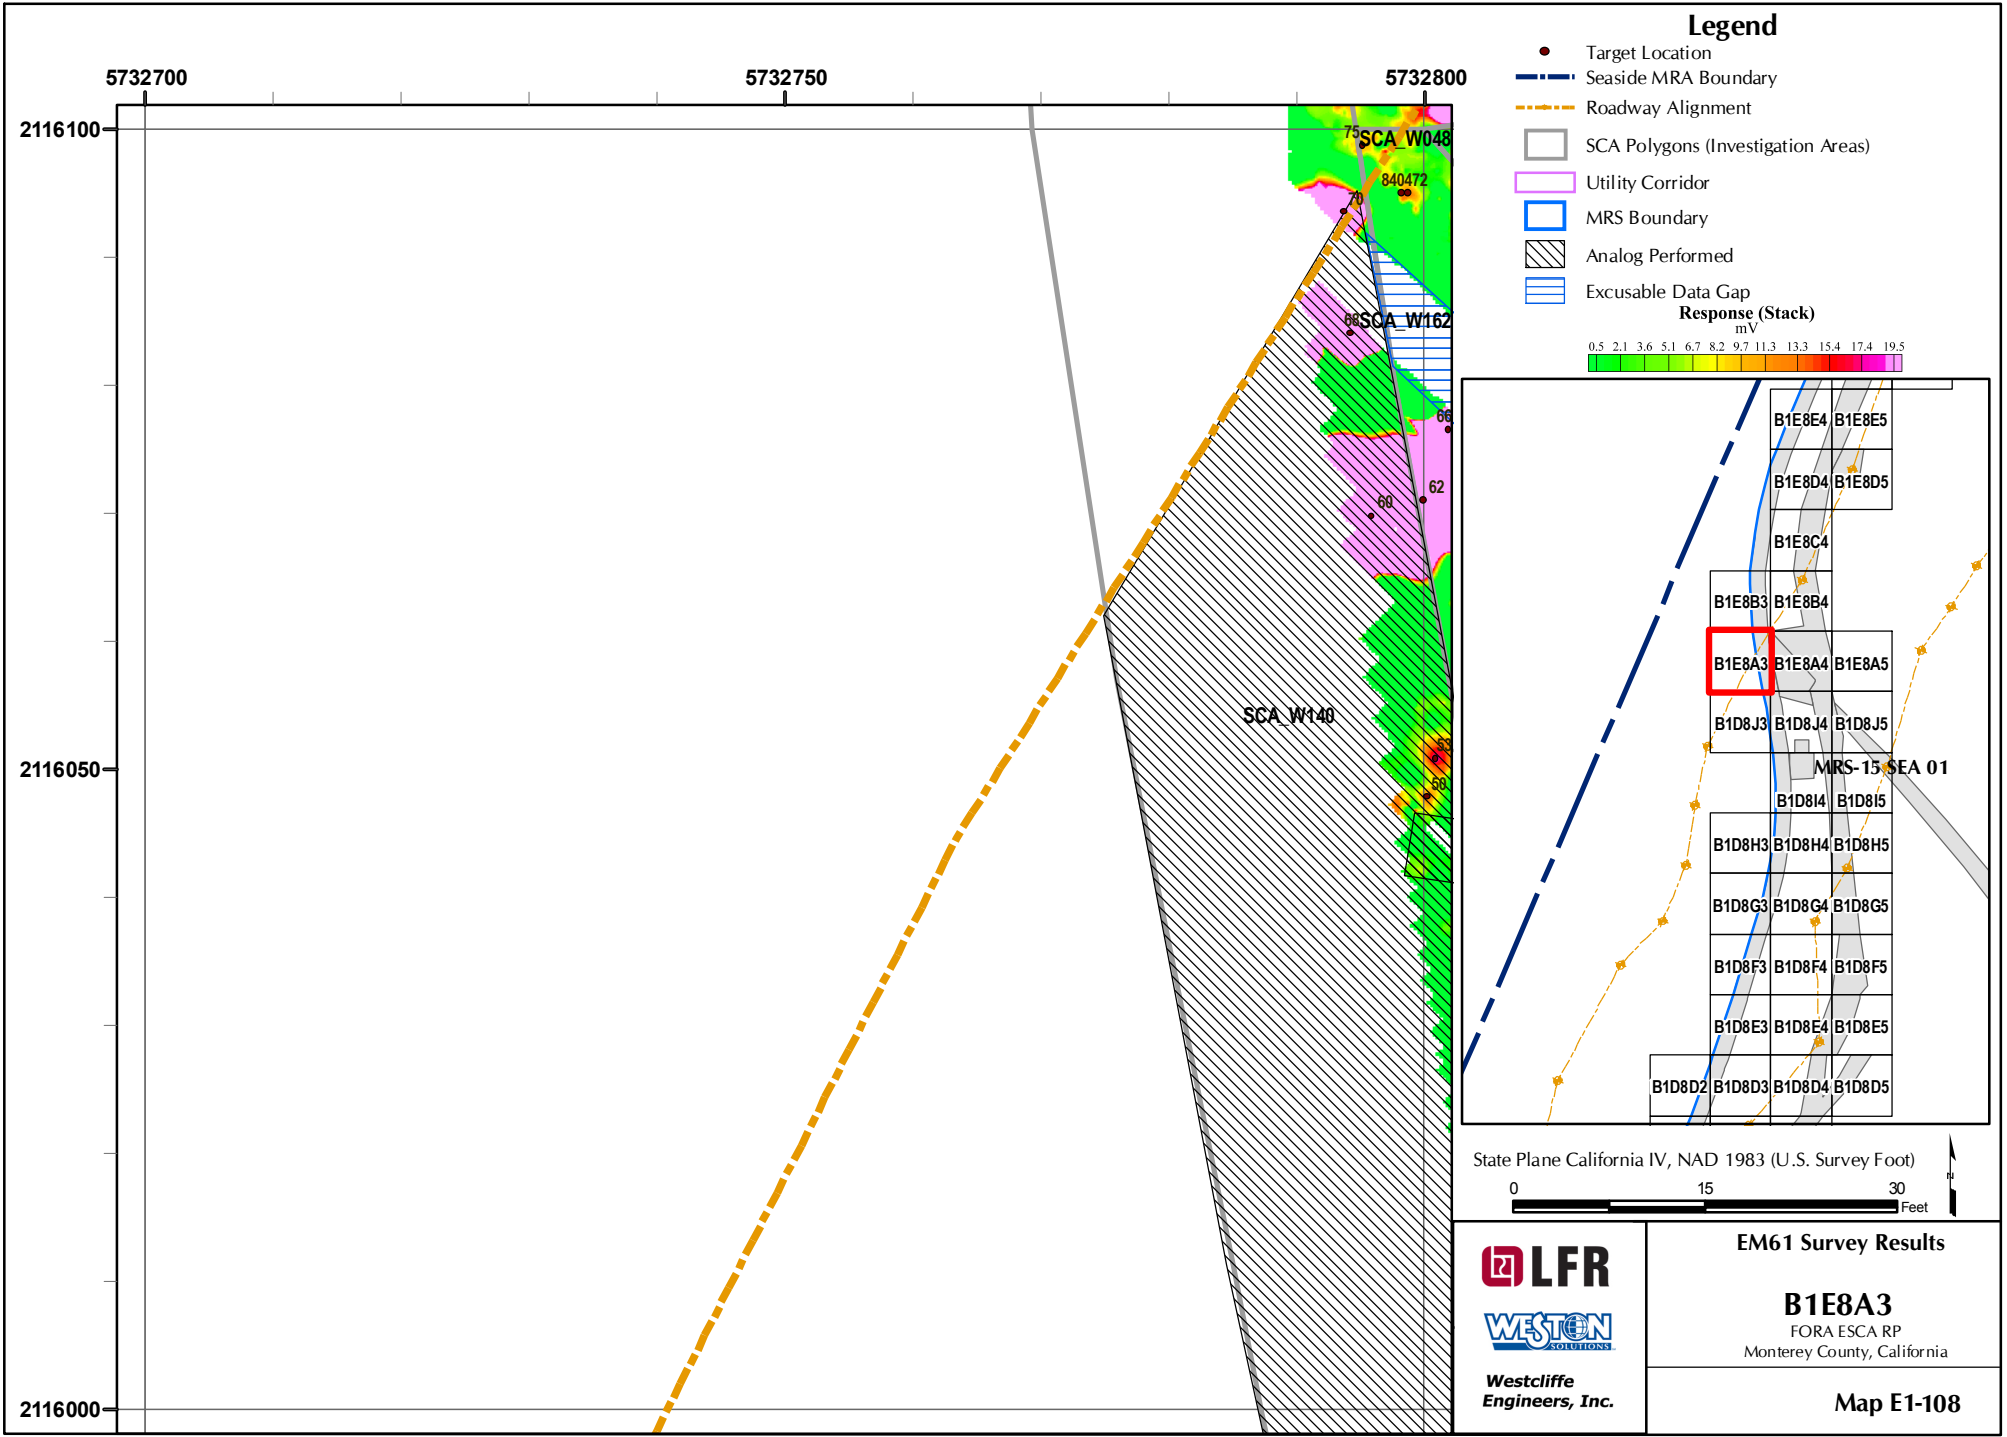 5732700
5732750
5732800
2116100
2116050
2116000
75
SCA_W048
840472
70
68
SCA_W162
66
62
60
SCA_W140
53
50
Legend
Target Location
Seaside MRA Boundary
Roadway Alignment
SCA Polygons (Investigation Areas)
Utility Corridor
MRS Boundary
Analog Performed
Excusable Data Gap
Response (Stack)
mV
0.5 2.1 3.6 5.1 6.7 8.2 9.7 11.3 13.3 15.4 17.4 19.5
B1E8E4 B1E8E5
B1E8D4 B1E8D5
B1E8C4
B1E8B3 B1E8B4
B1E8A3 B1E8A4 B1E8A5
B1D8J3 B1D8J4 B1D8J5
MRS-15 SEA 01
B1D8I4 B1D8I5
B1D8H3 B1D8H4 B1D8H5
B1D8G3 B1D8G4 B1D8G5
B1D8F3 B1D8F4 B1D8F5
B1D8E3 B1D8E4 B1D8E5
B1D8D2 B1D8D3 B1D8D4 B1D8D5
State Plane California IV, NAD 1983 (U.S. Survey Foot)
0 15 30
Feet
N
LFR
WESTON
SOLUTIONS
Westcliffe
Engineers, Inc.
EM61 Survey Results
B1E8A3
FORA ESCA RP
Monterey County, California
Map E1-108